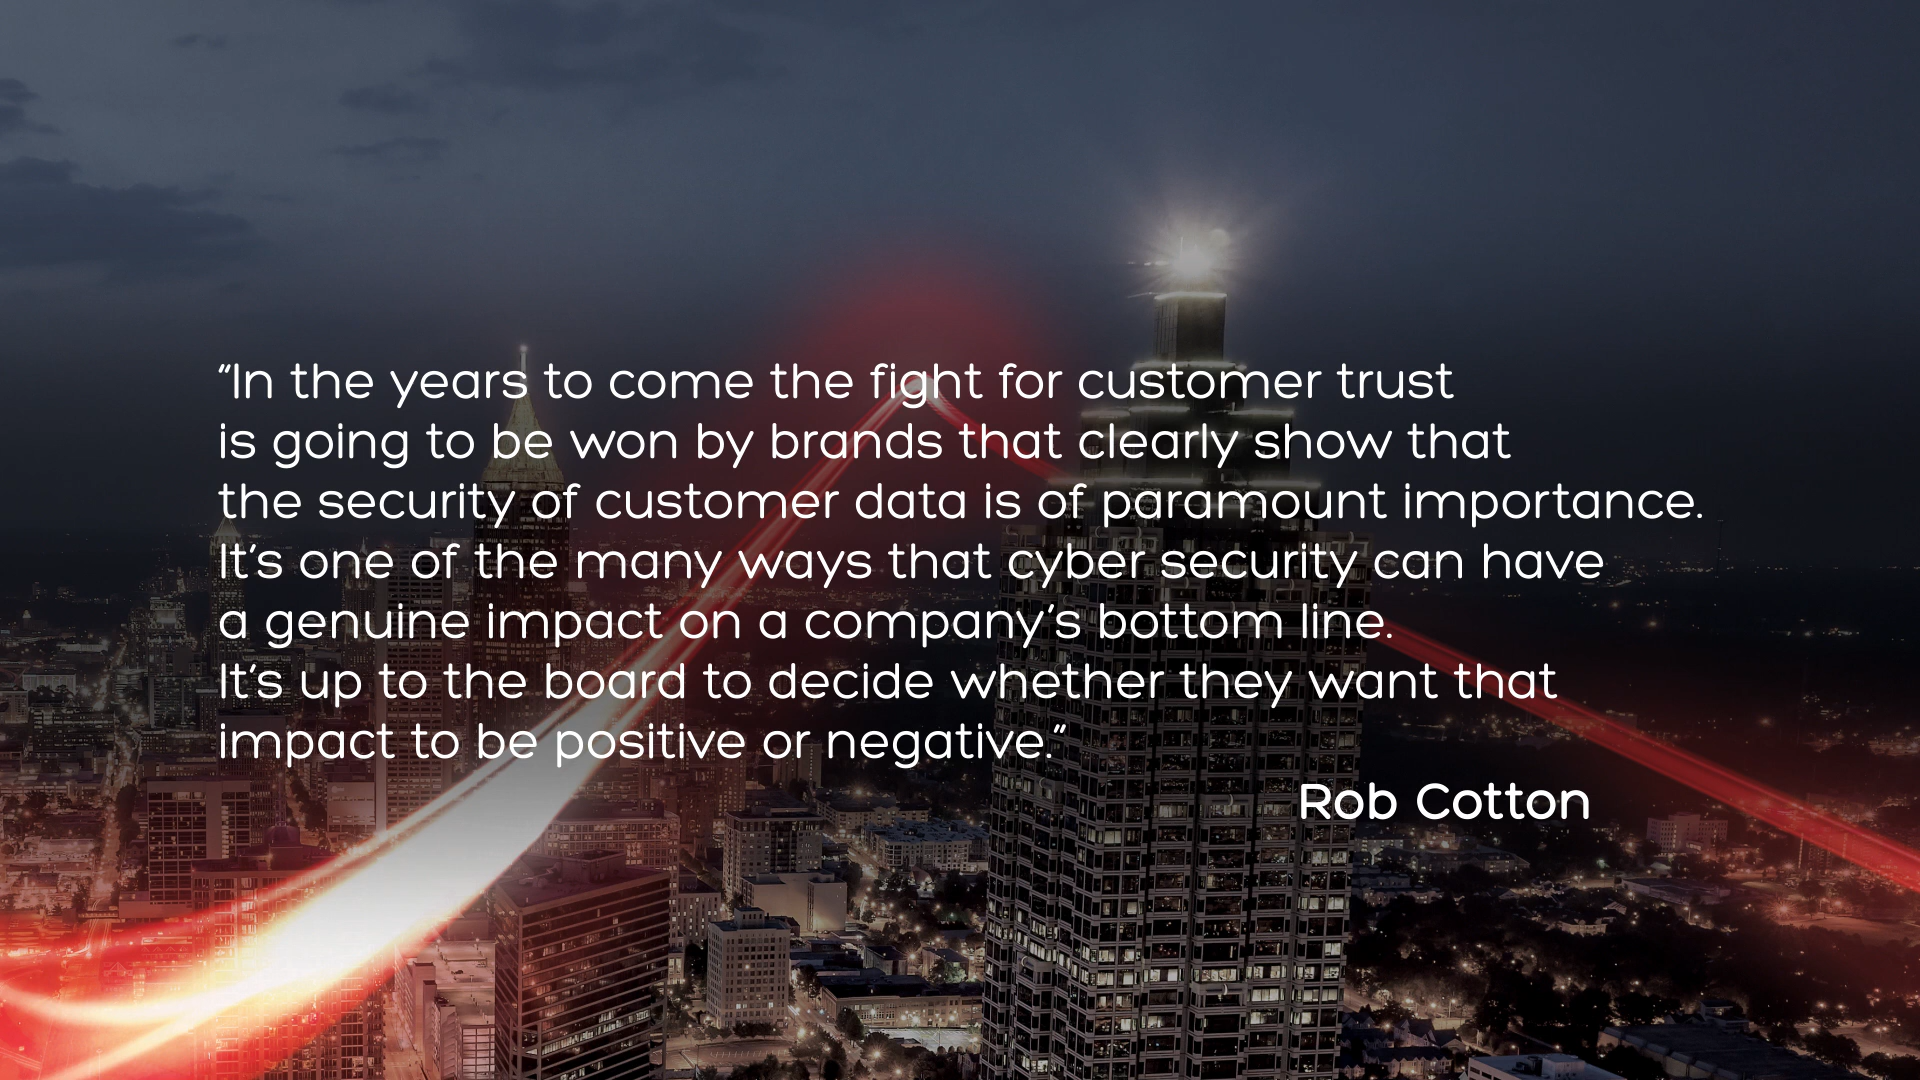 “In the years to come the fight for customer trust
is going to be won by brands that clearly show that
the security of customer data is of paramount importance.
It’s one of the many ways that cyber security can have
a genuine impact on a company’s bottom line.
It’s up to the board to decide whether they want that
impact to be positive or negative.”
Rob Cotton